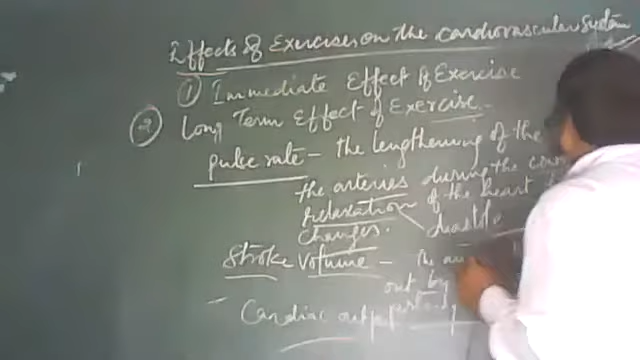 Effects of Exercises on the Cardiovascular System
① Immediate Effect of Exercise
② Long Term Effect of Exercise.
pulse rate – the lengthening of the
the arteries during the
relaxation of the heart
changes. diastole
Stroke Volume – The
out by
Cardiac output